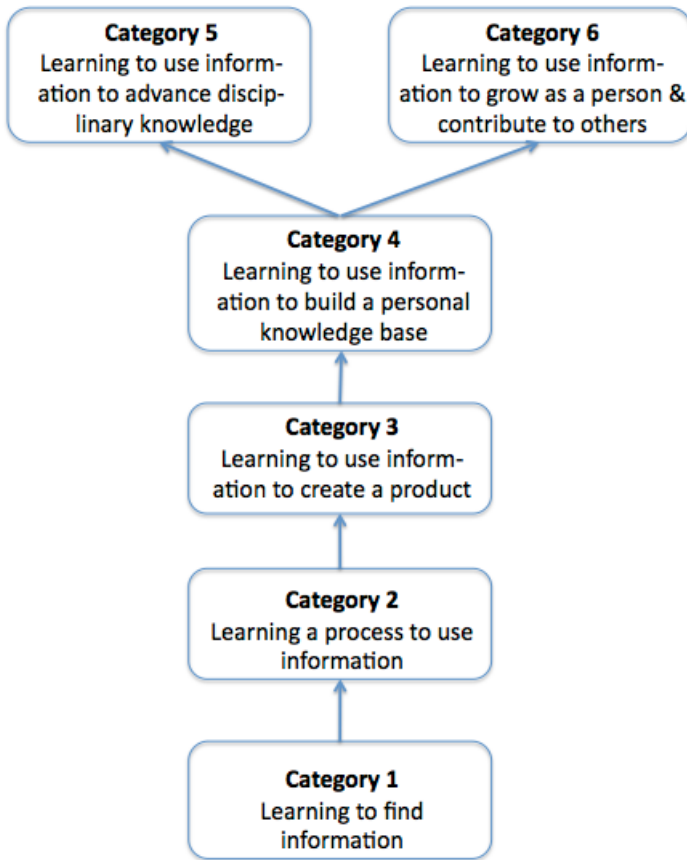 Category 5
Learning to use inform-
ation to advance discip-
linary knowledge
Category 6
Learning to use inform-
ation to grow as a person &
contribute to others
Category 4
Learning to use inform-
ation to build a personal
knowledge base
Category 3
Learning to use inform-
ation to create a product
Category 2
Learning a process to use
information
Category 1
Learning to find
information